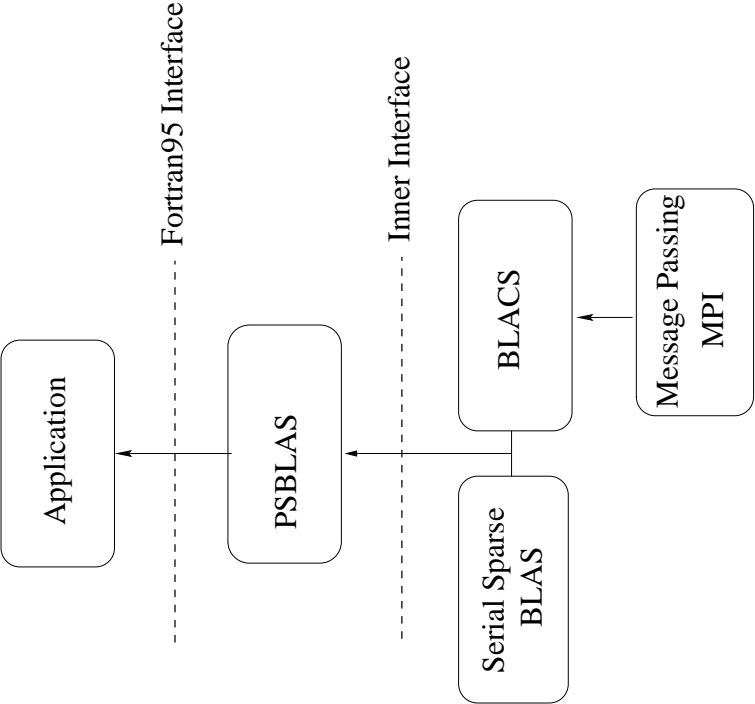 Application
Fortran95 Interface
PSBLAS
Inner Interface
Serial Sparse
BLAS
BLACS
Message Passing
MPI